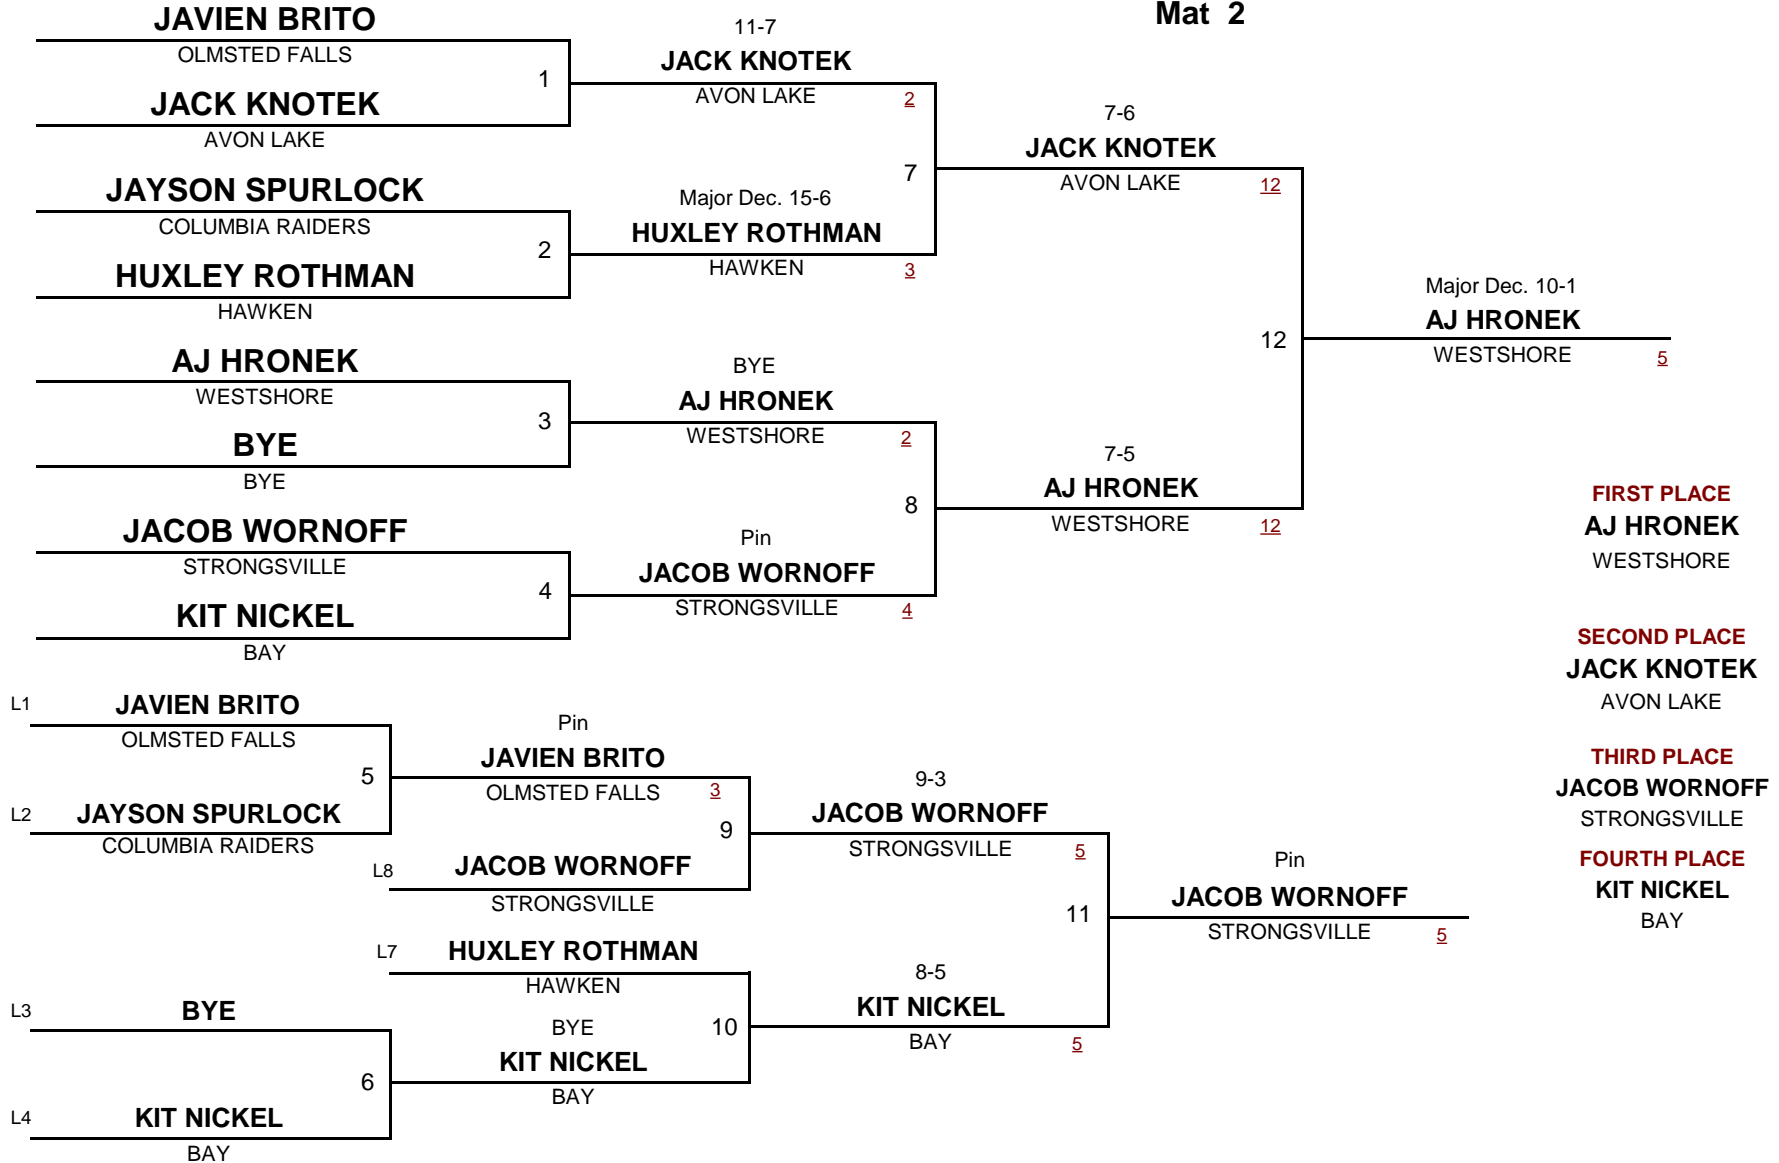 Mat 2
JAVIEN BRITO
OLMSTED FALLS
1
JACK KNOTEK
AVON LAKE
JAYSON SPURLOCK
COLUMBIA RAIDERS
2
HUXLEY ROTHMAN
HAWKEN
AJ HRONEK
WESTSHORE
3
BYE
BYE
JACOB WORNOFF
STRONGSVILLE
4
KIT NICKEL
BAY
11-7
JACK KNOTEK
AVON LAKE 2
7
Major Dec. 15-6
HUXLEY ROTHMAN
HAWKEN 3
BYE
AJ HRONEK
WESTSHORE 2
8
Pin
JACOB WORNOFF
STRONGSVILLE 4
7-6
JACK KNOTEK
AVON LAKE 12
12
7-5
AJ HRONEK
WESTSHORE 12
Major Dec. 10-1
AJ HRONEK
WESTSHORE 5
FIRST PLACE
AJ HRONEK
WESTSHORE
SECOND PLACE
JACK KNOTEK
AVON LAKE
THIRD PLACE
JACOB WORNOFF
STRONGSVILLE
FOURTH PLACE
KIT NICKEL
BAY
L1 JAVIEN BRITO
OLMSTED FALLS
5
L2 JAYSON SPURLOCK
COLUMBIA RAIDERS
L3 BYE
6
L4 KIT NICKEL
BAY
Pin
JAVIEN BRITO
OLMSTED FALLS 3
9
L8 JACOB WORNOFF
STRONGSVILLE
L7 HUXLEY ROTHMAN
HAWKEN
10
BYE
KIT NICKEL
BAY
9-3
JACOB WORNOFF
STRONGSVILLE 5
11
8-5
KIT NICKEL
BAY 5
Pin
JACOB WORNOFF
STRONGSVILLE 5